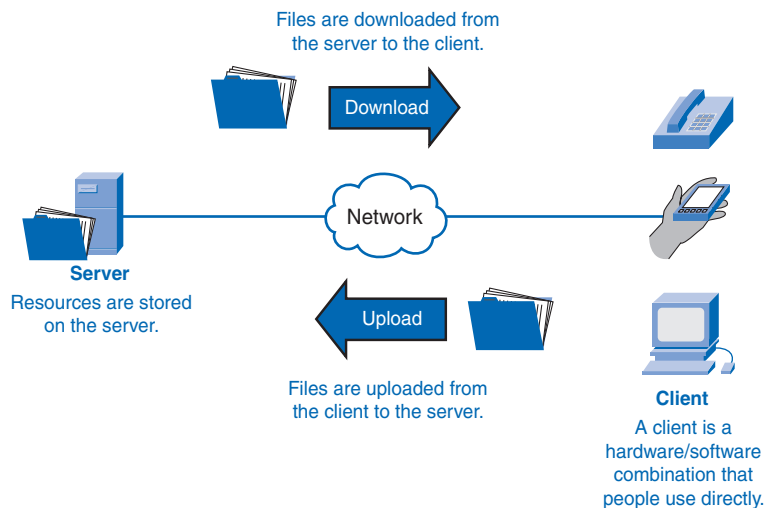 Files are downloaded from
the server to the client.
Download
Network
Server
Resources are stored
on the server.
Upload
Files are uploaded from
the client to the server.
Client
A client is a
hardware/software
combination that
people use directly.